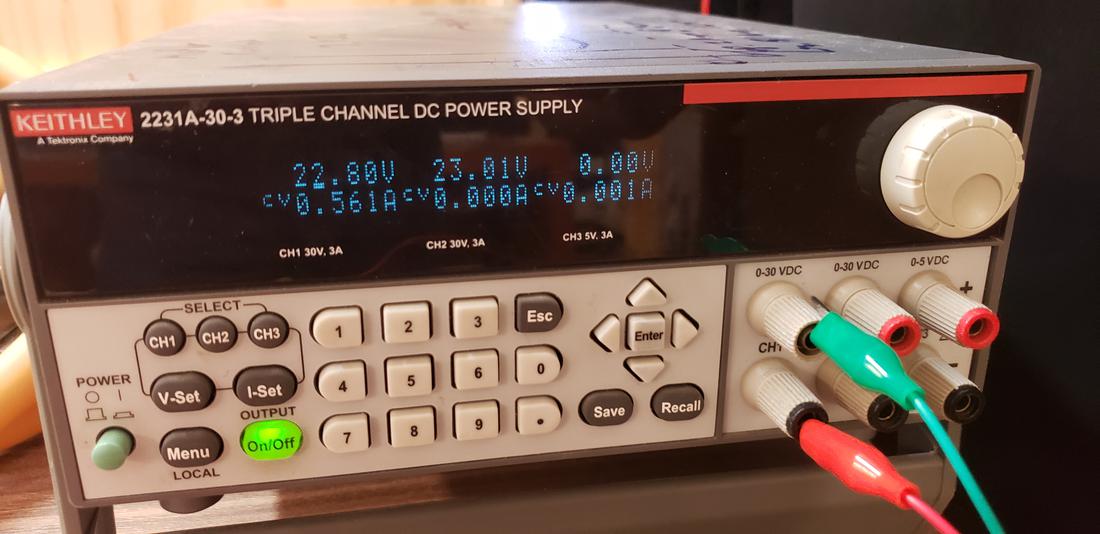 KEITHLEY
A Tektronix Company
2231A-30-3 TRIPLE CHANNEL DC POWER SUPPLY
22.80V 23.01V 0.00V
CV 0.561A CV 0.000A CV 0.001A
CH1 30V, 3A CH2 30V, 3A CH3 5V, 3A
SELECT
CH1 CH2 CH3
V-Set I-Set
POWER
OUTPUT
On/Off
Menu
LOCAL
1 2 3 Esc
4 5 6 0
7 8 9 .
Enter
Save Recall
0-30 VDC 0-30 VDC 0-5 VDC
+
CH1
3
-